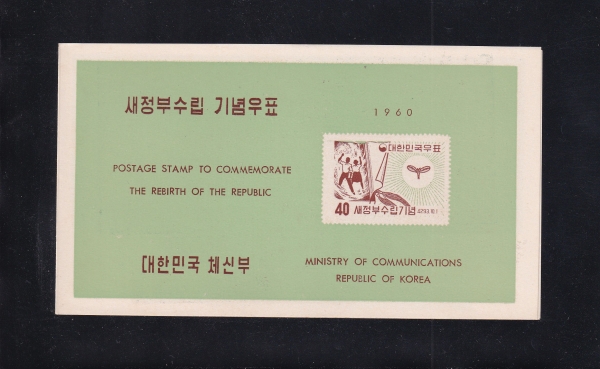 새정부수립 기념우표
1960
POSTAGE STAMP TO COMMEMORATE
THE REBIRTH OF THE REPUBLIC
대한민국우표
40 새정부수립기념
대한민국 체신부
MINISTRY OF COMMUNICATIONS
REPUBLIC OF KOREA